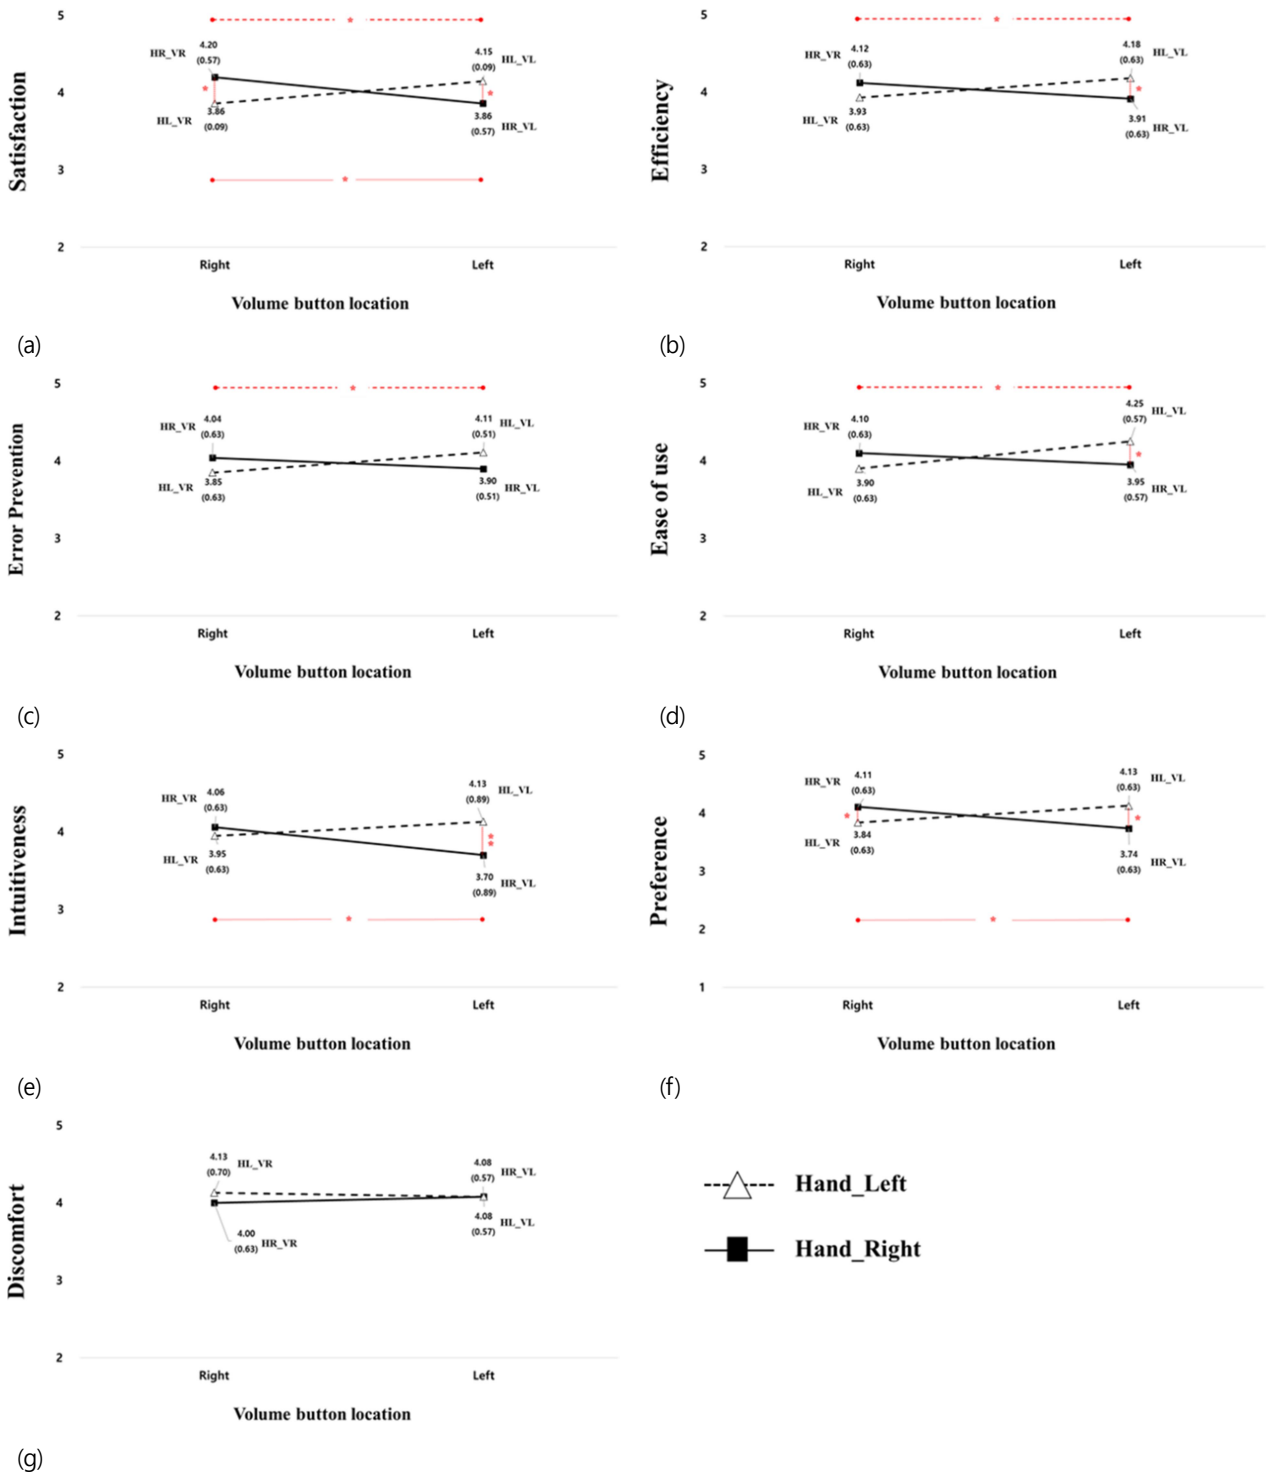 5
*
4.20
(0.57)
HR_VR
4.15
(0.09)
HL_VL
Satisfaction
4
*
*
3.86
(0.09)
HL_VR
3.86
(0.57)
HR_VL
3
*
2
Right
Left
Volume button location
(a)
5
*
4.12
(0.63)
HR_VR
4.18
(0.63)
HL_VL
Efficiency
4
*
3.93
(0.63)
HL_VR
3.91
(0.63)
HR_VL
3
2
Right
Left
Volume button location
(b)
5
*
4.04
(0.63)
HR_VR
4.11
(0.51)
HL_VL
Error Prevention
4
3.85
(0.63)
HL_VR
3.90
(0.51)
HR_VL
3
2
Right
Left
Volume button location
(c)
5
*
4.10
(0.63)
HR_VR
4.25
(0.57)
HL_VL
Ease of use
4
*
3.90
(0.63)
HL_VR
3.95
(0.57)
HR_VL
3
2
Right
Left
Volume button location
(d)
5
4.06
(0.63)
HR_VR
4.13
(0.89)
HL_VL
Intuitiveness
4
**
3.95
(0.63)
HL_VR
3.70
(0.89)
HR_VL
3
*
2
Right
Left
Volume button location
(e)
5
4.11
(0.63)
HR_VR
4.13
(0.63)
HL_VL
Preference
4
*
*
3.84
(0.63)
HL_VR
3.74
(0.63)
HR_VL
3
2
*
1
Right
Left
Volume button location
(f)
5
4.13
(0.70)
HL_VR
4.08
(0.57)
HR_VL
Discomfort
4
4.00
(0.63)
HR_VR
4.08
(0.57)
HL_VL
3
2
Right
Left
Volume button location
(g)
Hand_Left
Hand_Right